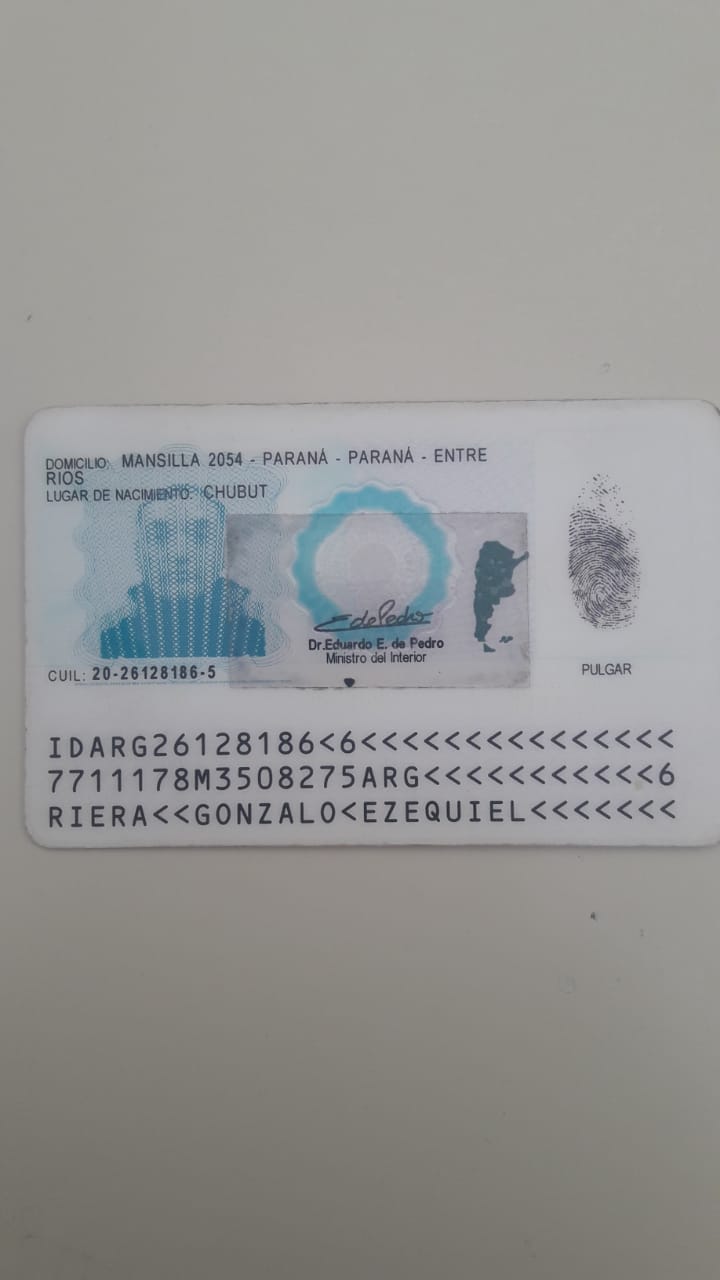 DOMICILIO: MANSILLA 2054 - PARANÁ - PARANÁ - ENTRE
RIOS
LUGAR DE NACIMIENTO: CHUBUT
EdePedro
Dr.Eduardo E. de Pedro
Ministro del Interior
CUIL: 20-26128186-5
PULGAR
IDARG26128186<6<<<<<<<<<<<<<<<
7711178M3508275ARG<<<<<<<<<<<6
RIERA<<GONZALO<EZEQUIEL<<<<<<<